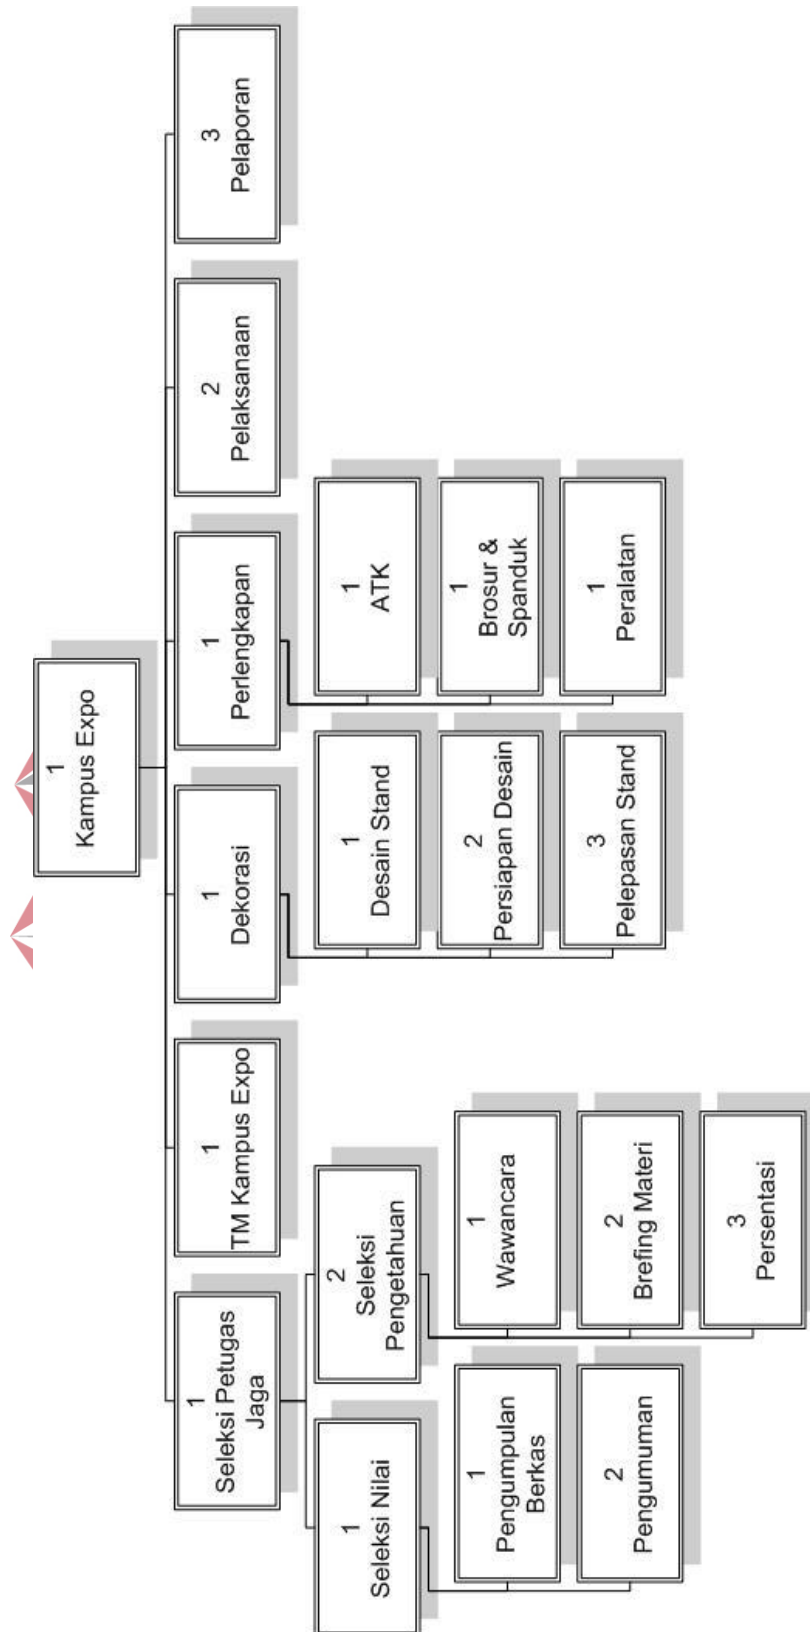 1
Kampus Expo
1
Seleksi Petugas
Jaga
1
TM Kampus Expo
1
Dekorasi
1
Perlengkapan
2
Pelaksanaan
3
Pelaporan
1
Seleksi Nilai
2
Seleksi
Pengetahuan
1
Desain Stand
1
ATK
1
Pengumpulan
Berkas
1
Wawancara
2
Persiapan Desain
1
Brosur &
Spanduk
2
Pengumuman
2
Brefing Materi
3
Pelepasan Stand
1
Peralatan
3
Persentasi